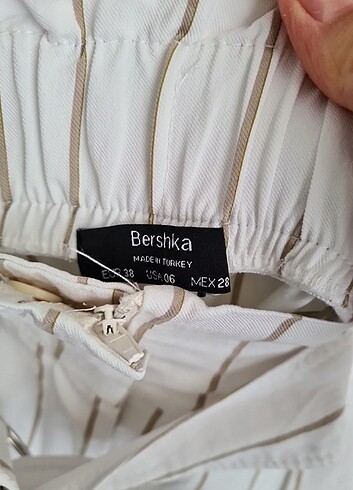 Bershka
MADE IN TURKEY
EUR 38 USA 06 MEX 28